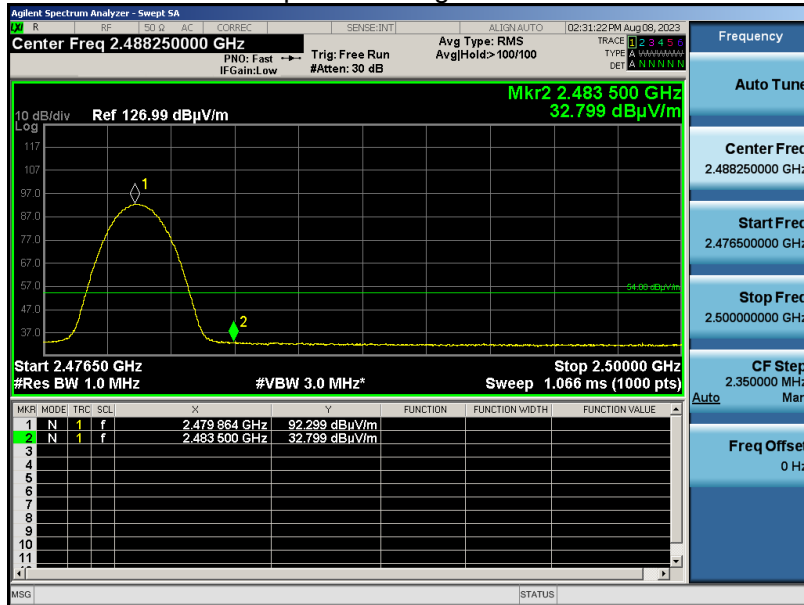 Agilent Spectrum Analyzer - Swept SA
LXI R RF 50 Ω AC CORREC SENSE:INT ALIGN AUTO 02:31:22 PM Aug 08, 2023
Center Freq 2.488250000 GHz
PNO: Fast
IFGain:Low
Trig: Free Run
#Atten: 30 dB
Avg Type: RMS
Avg|Hold>100/100
TRACE 1 2 3 4 5 6
TYPE A
DET A N N N N N
Mkr2 2.483 500 GHz
32.799 dBµV/m
10 dB/div Ref 126.99 dBµV/m
Log
117
107
97.0
87.0
77.0
67.0
57.0
47.0
37.0
1
2
54.00 dBµV/m
Start 2.47650 GHz Stop 2.50000 GHz
#Res BW 1.0 MHz #VBW 3.0 MHz* Sweep 1.066 ms (1000 pts)
MKR MODE TRC SCL X Y FUNCTION FUNCTION WIDTH FUNCTION VALUE
1 N 1 f 2.479 864 GHz 92.299 dBµV/m
2 N 1 f 2.483 500 GHz 32.799 dBµV/m
3
4
5
6
7
8
9
10
11
MSG STATUS
Frequency
Auto Tune
Center Freq
2.488250000 GHz
Start Freq
2.476500000 GHz
Stop Freq
2.500000000 GHz
CF Step
2.350000 MHz
Auto Man
Freq Offset
0 Hz